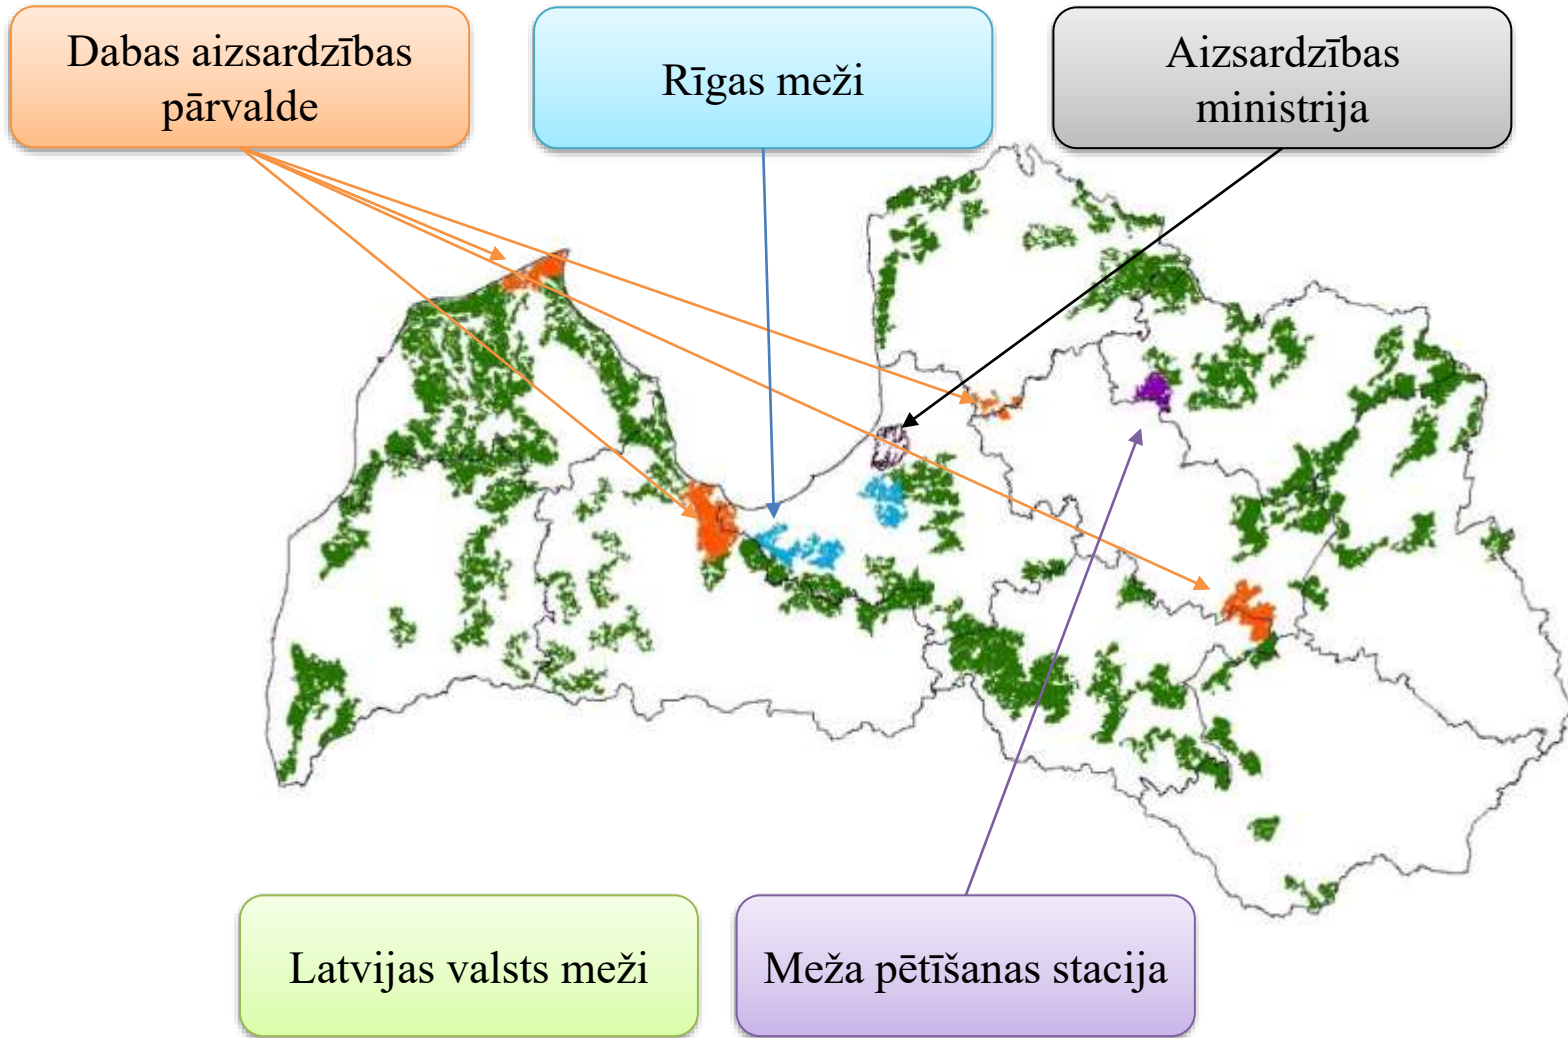 Dabas aizsardzības
pārvalde
Rīgas meži
Aizsardzības
ministrija
Latvijas valsts meži
Meža pētīšanas stacija